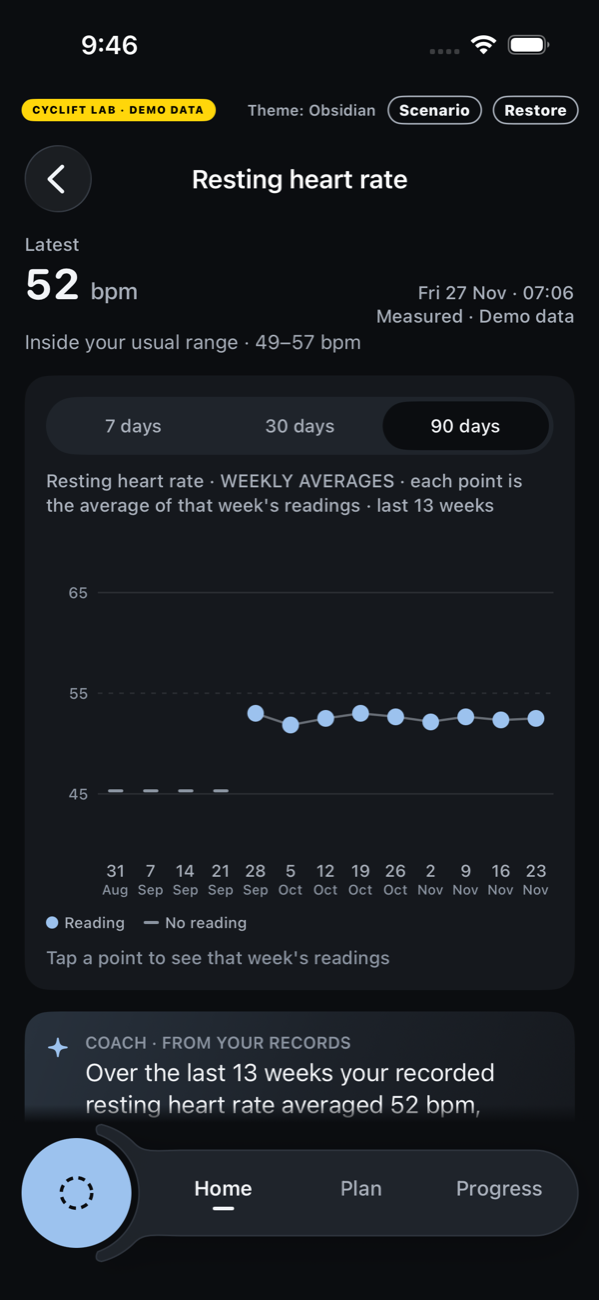 9:46
CYCLIFT LAB · DEMO DATA
Theme: Obsidian
Scenario
Restore
Resting heart rate
Latest
52 bpm
Fri 27 Nov · 07:06
Measured · Demo data
Inside your usual range · 49–57 bpm
7 days
30 days
90 days
Resting heart rate · WEEKLY AVERAGES · each point is
the average of that week's readings · last 13 weeks
65
55
45
31 7 14 21 28 5 12 19 26 2 9 16 23
Aug Sep Sep Sep Sep Oct Oct Oct Oct Nov Nov Nov Nov
Reading
No reading
Tap a point to see that week's readings
COACH · FROM YOUR RECORDS
Over the last 13 weeks your recorded
resting heart rate averaged 52 bpm,
Home
Plan
Progress